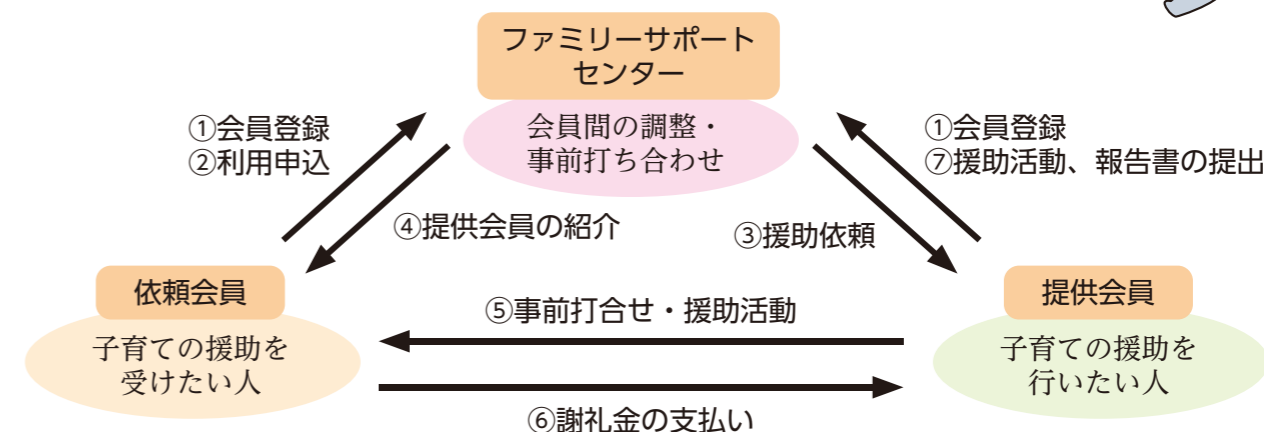 ファミリーサポート
センター
会員間の調整・
事前打ち合わせ
①会員登録
②利用申込
①会員登録
⑦援助活動、報告書の提出
④提供会員の紹介
③援助依頼
依頼会員
子育ての援助を
受けたい人
⑤事前打合せ・援助活動
提供会員
子育ての援助を
行いたい人
⑥謝礼金の支払い